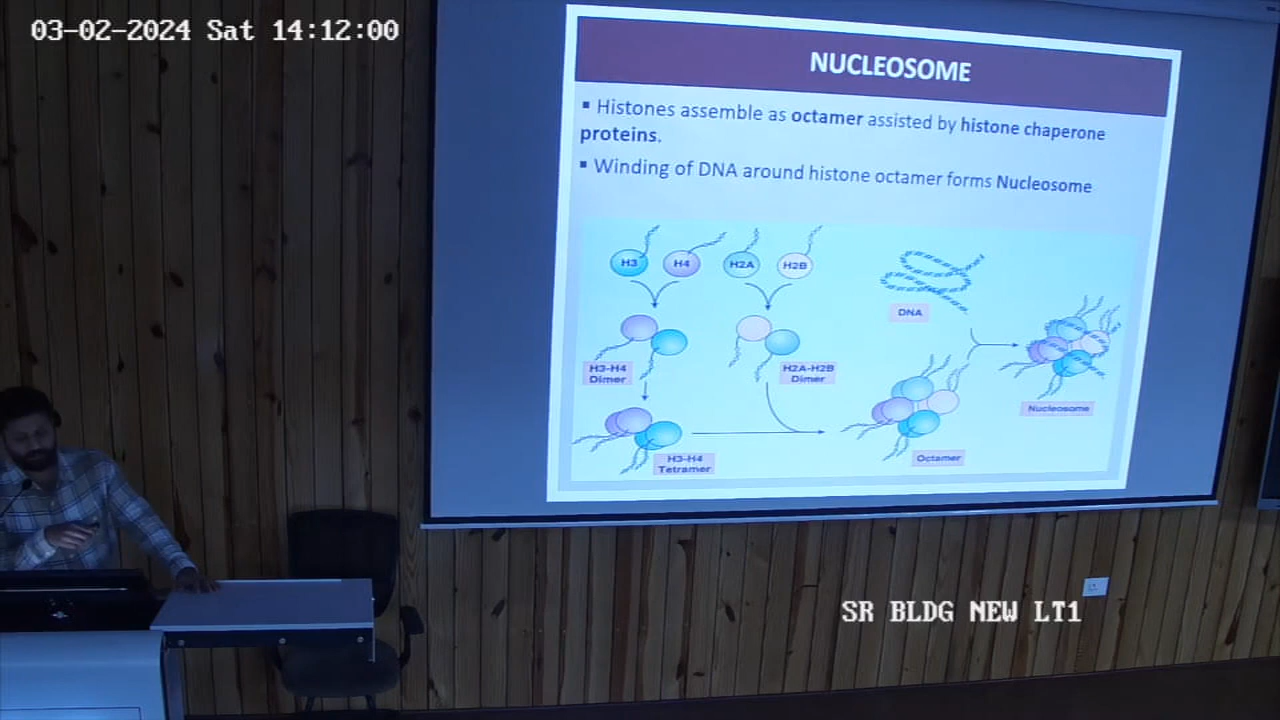 03-02-2024 Sat 14:12:00
NUCLEOSOME
▪ Histones assemble as octamer assisted by histone chaperone
proteins.
▪ Winding of DNA around histone octamer forms Nucleosome
H3 H4 H2A H2B
DNA
H3-H4
Dimer
H2A-H2B
Dimer
Nucleosome
H3-H4
Tetramer
Octamer
SR BLDG NEW LT1